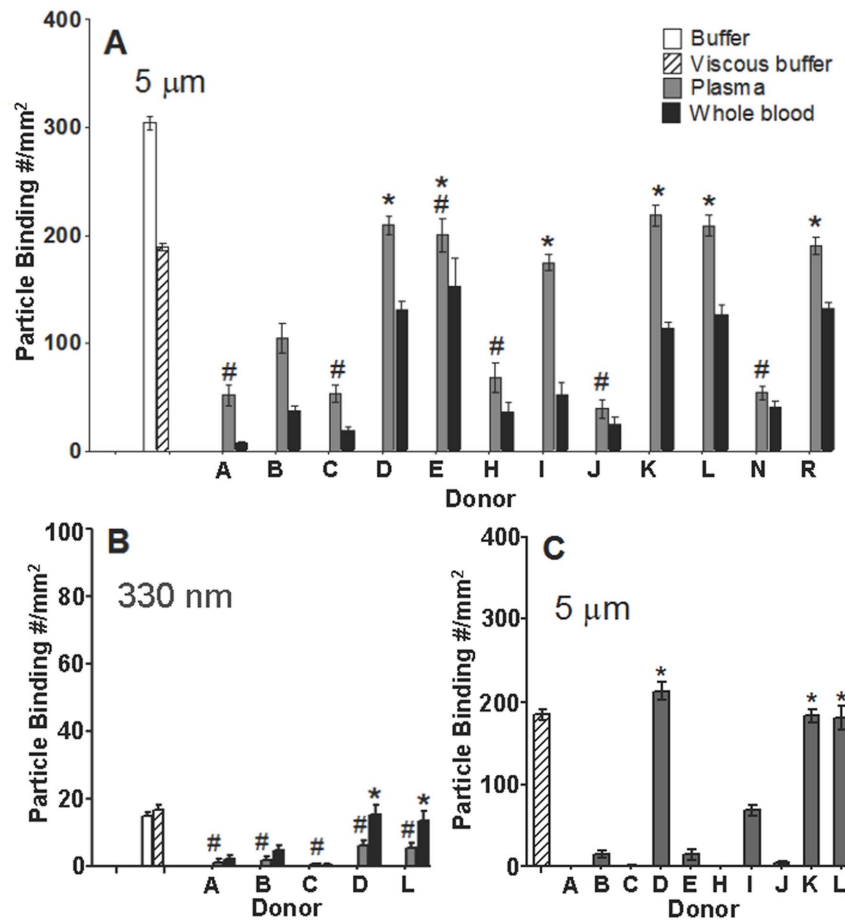 400
A
Buffer
Viscous buffer
Plasma
Whole blood
5 μm
Particle Binding #/mm²
300
200
100
0
# # * * # # * # * * # *
A B C D E H I J K L N R
Donor
100
B
330 nm
Particle Binding #/mm²
80
60
40
20
0
# # # # * # *
A B C D L
Donor
400
C
5 μm
Particle Binding #/mm²
300
200
100
0
* * *
A B C D E H I J K L
Donor